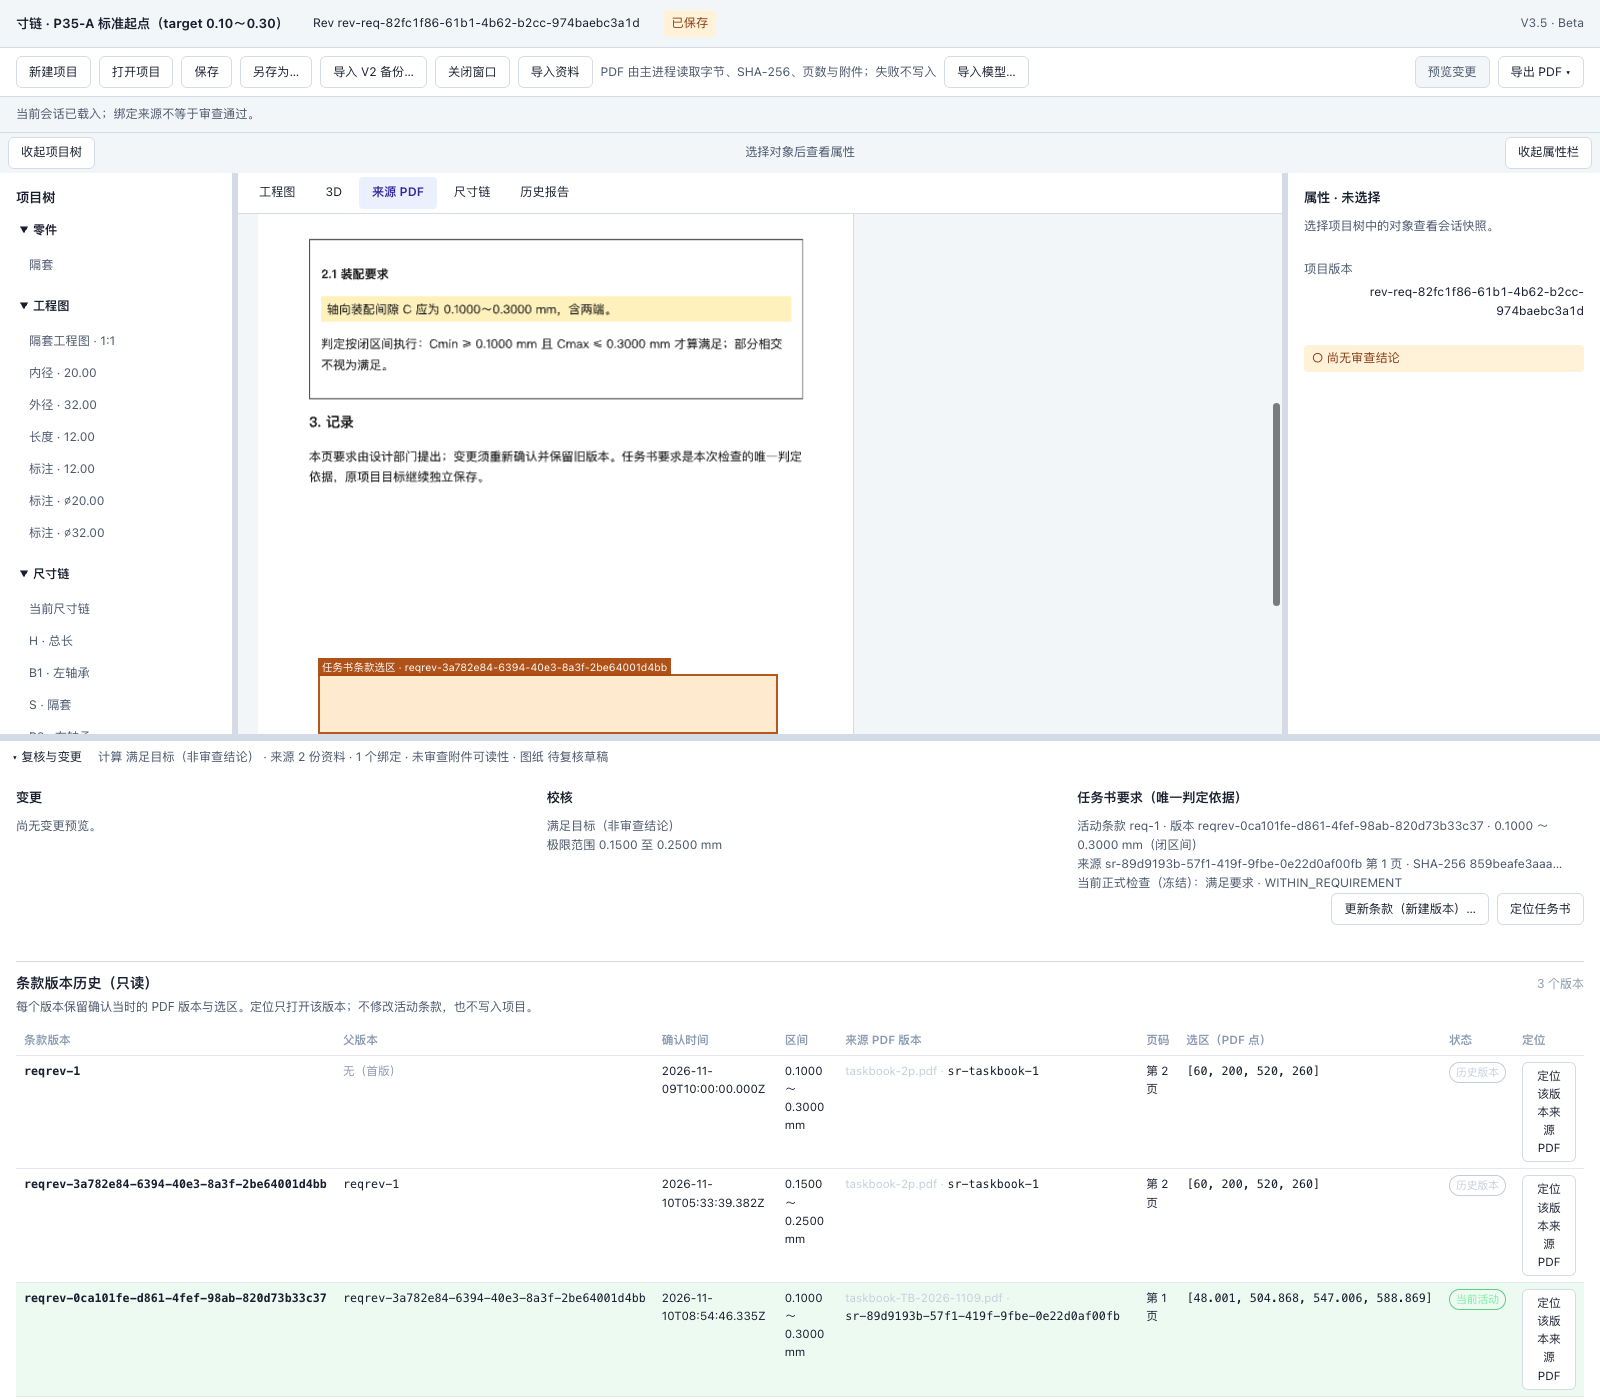 寸链 · P35-A 标准起点（target 0.10～0.30）
Rev rev-req-82fc1f86-61b1-4b62-b2cc-974baebc3a1d
已保存
V3.5 · Beta
新建项目
打开项目
保存
另存为...
导入 V2 备份...
关闭窗口
导入资料
PDF 由主进程读取字节、SHA-256、页数与附件；失败不写入
导入模型...
预览变更
导出 PDF ▾
当前会话已载入；绑定来源不等于审查通过。
收起项目树
选择对象后查看属性
收起属性栏
项目树
▼ 零件
隔套
▼ 工程图
隔套工程图 · 1:1
内径 · 20.00
外径 · 32.00
长度 · 12.00
标注 · 12.00
标注 · ⌀20.00
标注 · ⌀32.00
▼ 尺寸链
当前尺寸链
H · 总长
B1 · 左轴承
S · 隔套
工程图
3D
来源 PDF
尺寸链
历史报告
2.1 装配要求
轴向装配间隙 C 应为 0.1000～0.3000 mm，含两端。
判定按闭区间执行：Cmin ≥ 0.1000 mm 且 Cmax ≤ 0.3000 mm 才算满足；部分相交
不视为满足。
3. 记录
本页要求由设计部门提出；变更须重新确认并保留旧版本。任务书要求是本次检查的唯一判定
依据，原项目目标继续独立保存。
任务书条款选区 · reqrev-3a782e84-6394-40e3-8a3f-2be64001d4bb
属性 · 未选择
选择项目树中的对象查看会话快照。
项目版本
rev-req-82fc1f86-61b1-4b62-b2cc-
974baebc3a1d
○ 尚无审查结论
▾ 复核与变更
计算 满足目标（非审查结论） · 来源 2 份资料 · 1 个绑定 · 未审查附件可读性 · 图纸 待复核草稿
变更
尚无变更预览。
校核
满足目标（非审查结论）
极限范围 0.1500 至 0.2500 mm
任务书要求（唯一判定依据）
活动条款 req-1 · 版本 reqrev-0ca101fe-d861-4fef-98ab-820d73b33c37 · 0.1000 ～
0.3000 mm（闭区间）
来源 sr-89d9193b-57f1-419f-9fbe-0e22d0af00fb 第 1 页 · SHA-256 859beafe3aaa...
当前正式检查（冻结）：满足要求 · WITHIN_REQUIREMENT
更新条款（新建版本）...
定位任务书
条款版本历史（只读）
3 个版本
每个版本保留确认当时的 PDF 版本与选区。定位只打开该版本；不修改活动条款，也不写入项目。
条款版本
父版本
确认时间
区间
来源 PDF 版本
页码
选区（PDF 点）
状态
定位
reqrev-1
无（首版）
2026-11-
09T10:00:00.000Z
0.1000
～
0.3000
mm
taskbook-2p.pdf · sr-taskbook-1
第 2
页
[60, 200, 520, 260]
历史版本
定位
该版
本来
源
PDF
reqrev-3a782e84-6394-40e3-8a3f-2be64001d4bb
reqrev-1
2026-11-
10T05:33:39.382Z
0.1500
～
0.2500
mm
taskbook-2p.pdf · sr-taskbook-1
第 2
页
[60, 200, 520, 260]
历史版本
定位
该版
本来
源
PDF
reqrev-0ca101fe-d861-4fef-98ab-820d73b33c37
reqrev-3a782e84-6394-40e3-8a3f-2be64001d4bb
2026-11-
10T08:54:46.335Z
0.1000
～
0.3000
mm
taskbook-TB-2026-1109.pdf ·
sr-89d9193b-57f1-419f-9fbe-0e22d0af00fb
第 1
页
[48.001, 504.868, 547.006, 588.869]
当前活动
定位
该版
本来
源
PDF